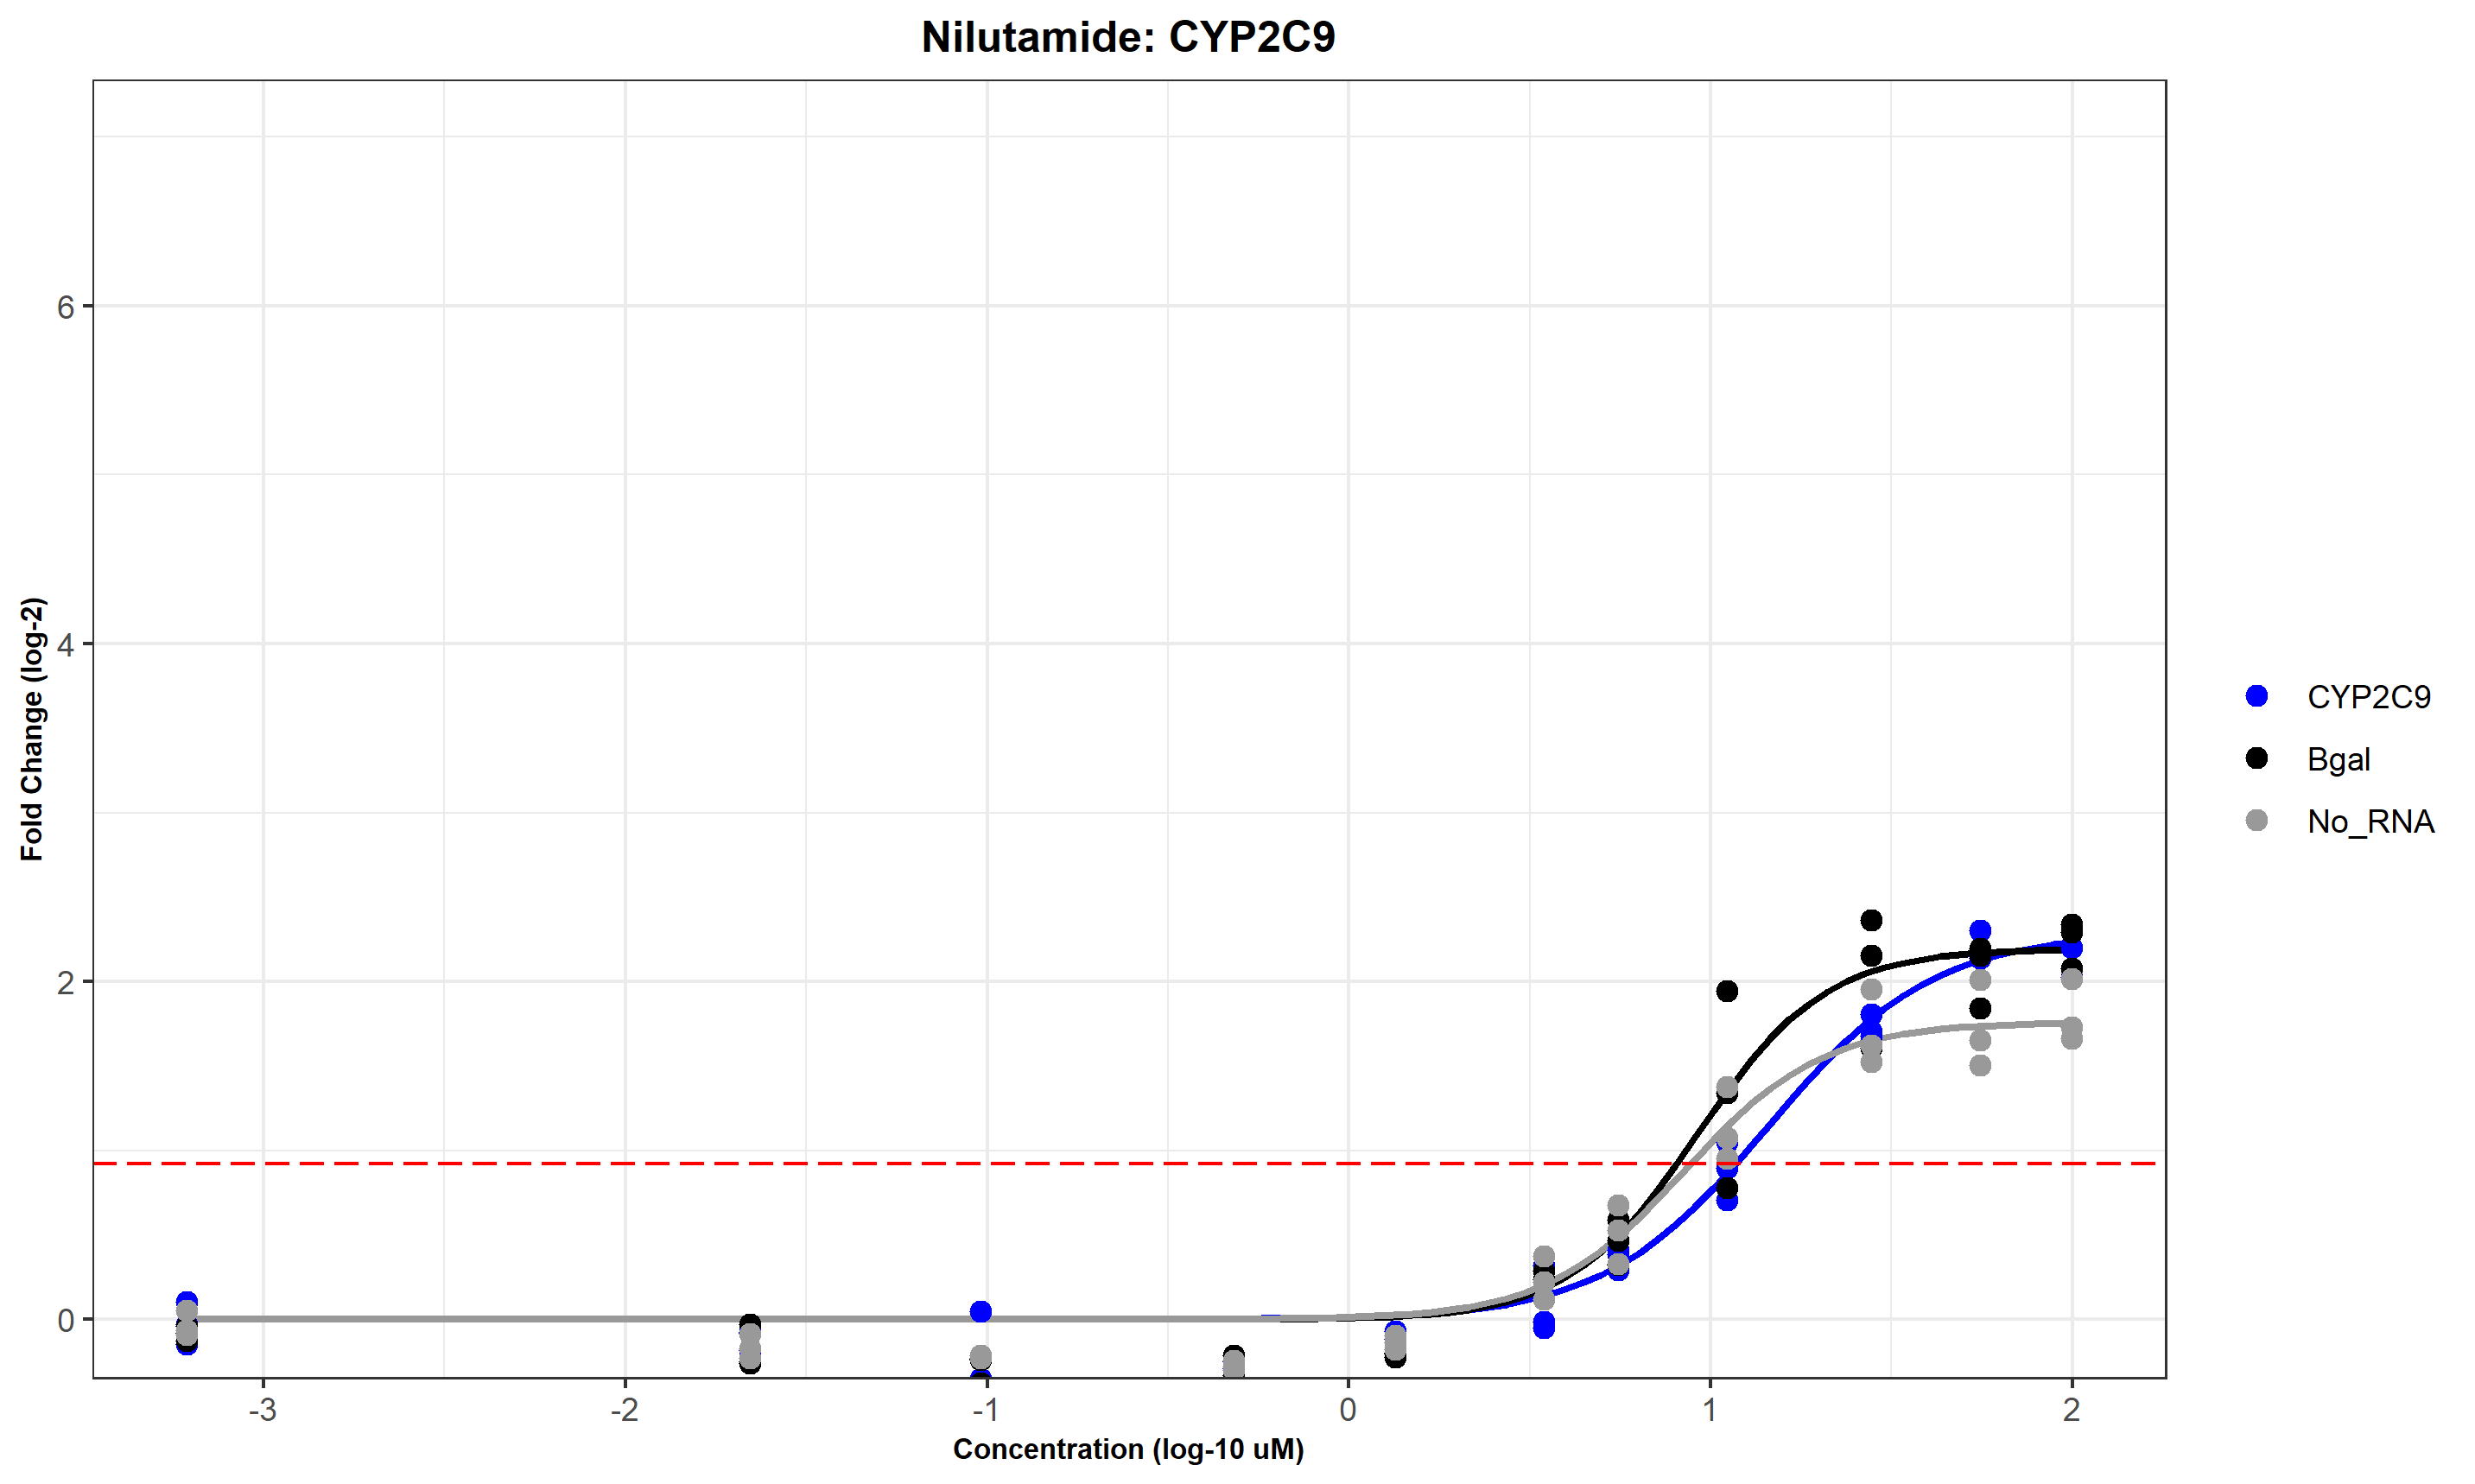 Nilutamide: CYP2C9
Fold Change (log-2)
6
4
2
0
-3
-2
-1
0
1
2
Concentration (log-10 uM)
CYP2C9
Bgal
No_RNA